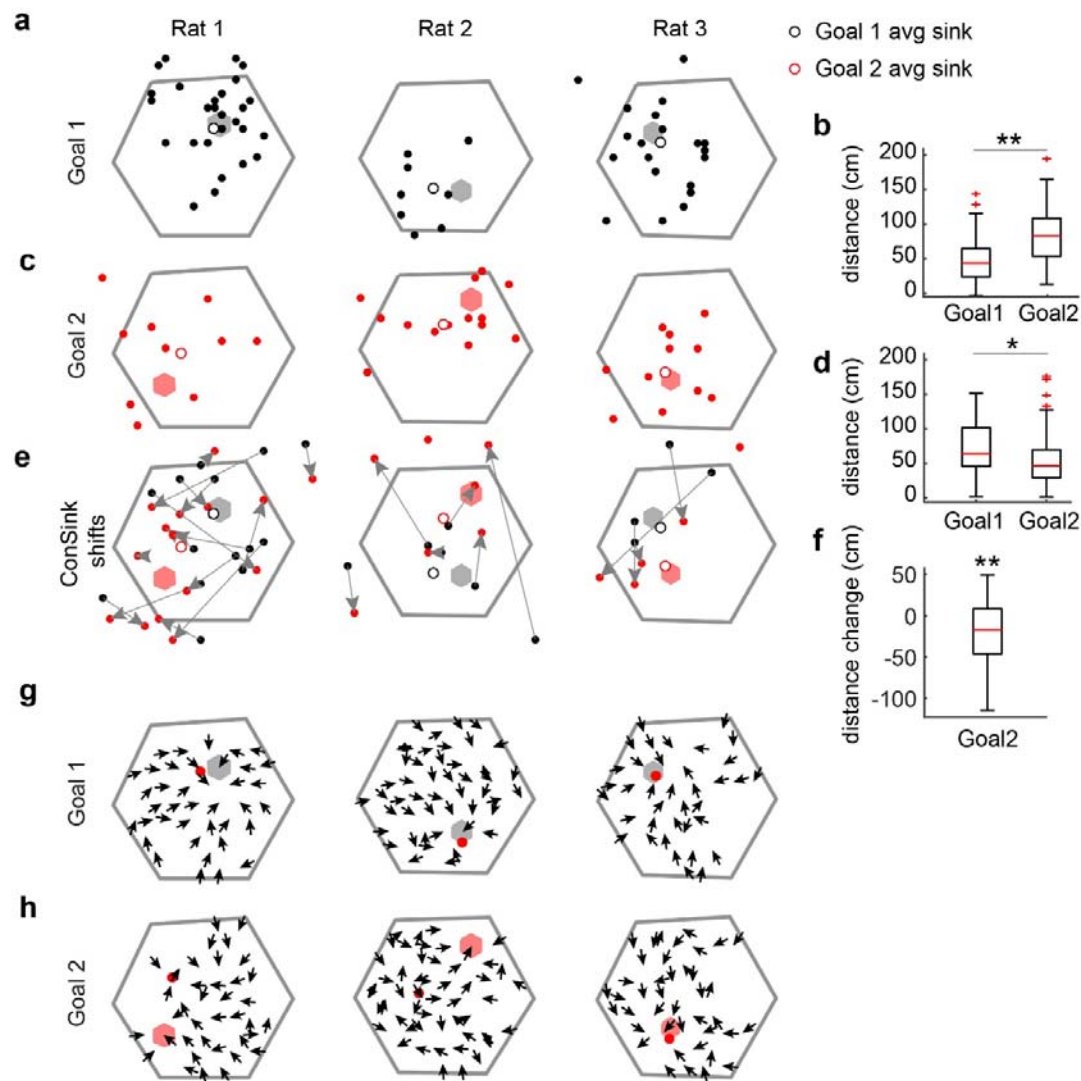 a
Rat 1
Rat 2
Rat 3
Goal 1 avg sink
Goal 2 avg sink
Goal 1
b
**
distance (cm)
200
150
100
50
0
Goal1 Goal2
c
Goal 2
d
*
distance (cm)
200
150
100
50
0
Goal1 Goal2
e
ConSink
shifts
f
**
distance change (cm)
50
0
-50
-100
Goal2
g
Goal 1
h
Goal 2